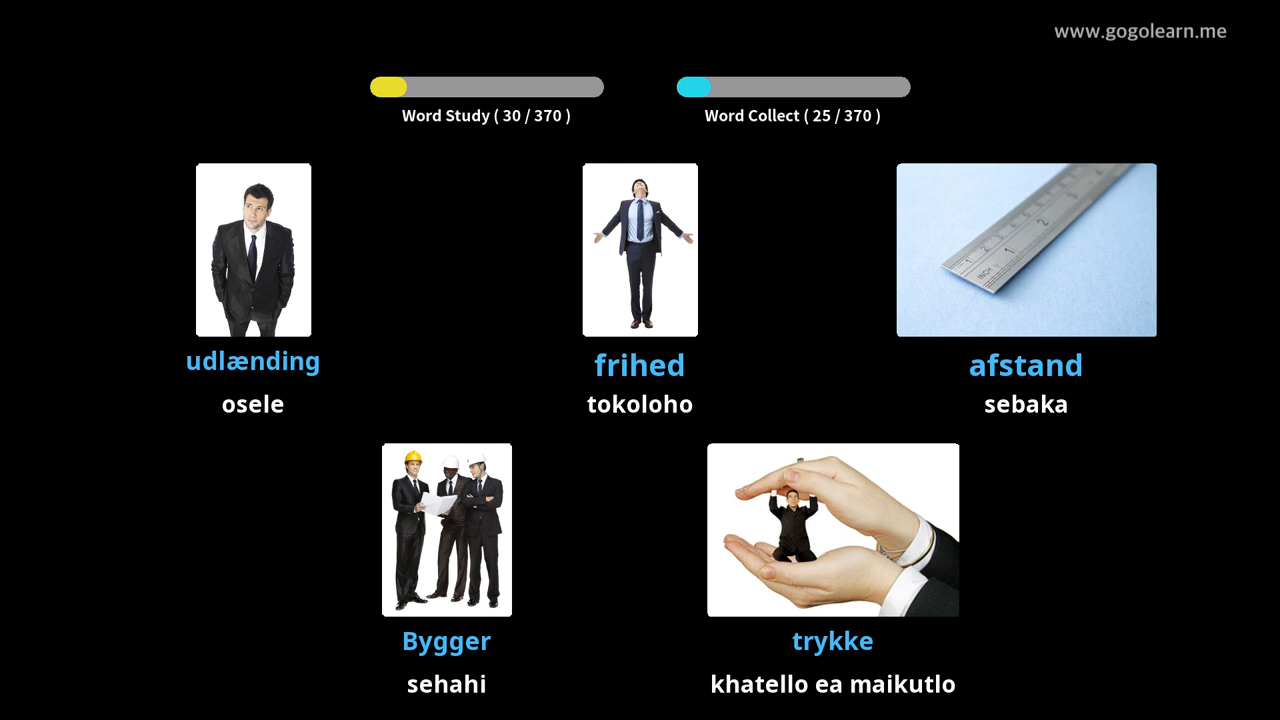 www.gogolearn.me
Word Study ( 30 / 370 )
Word Collect ( 25 / 370 )
udlænding
osele
frihed
tokoloho
afstand
sebaka
Bygger
sehahi
trykke
khatello ea maikutlo